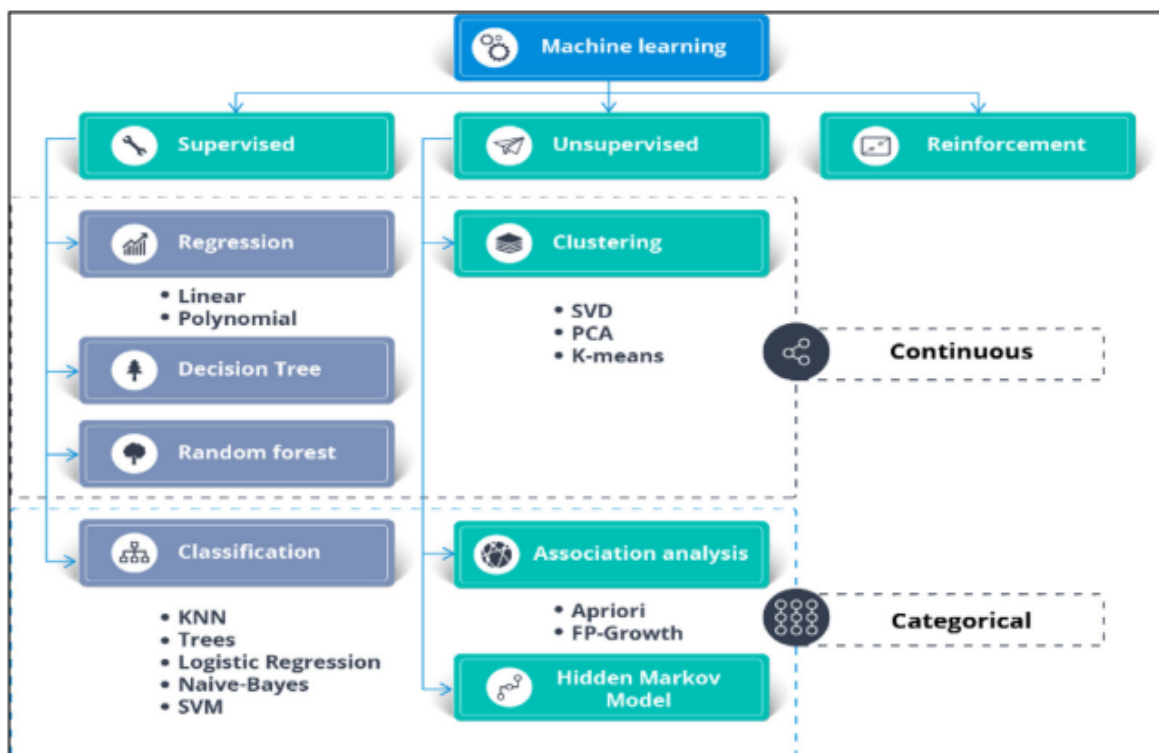 Machine learning
Supervised
Unsupervised
Reinforcement
Regression
• Linear
• Polynomial
Decision Tree
Random forest
Clustering
• SVD
• PCA
• K-means
Continuous
Classification
• KNN
• Trees
• Logistic Regression
• Naive-Bayes
• SVM
Association analysis
• Apriori
• FP-Growth
Hidden Markov
Model
Categorical